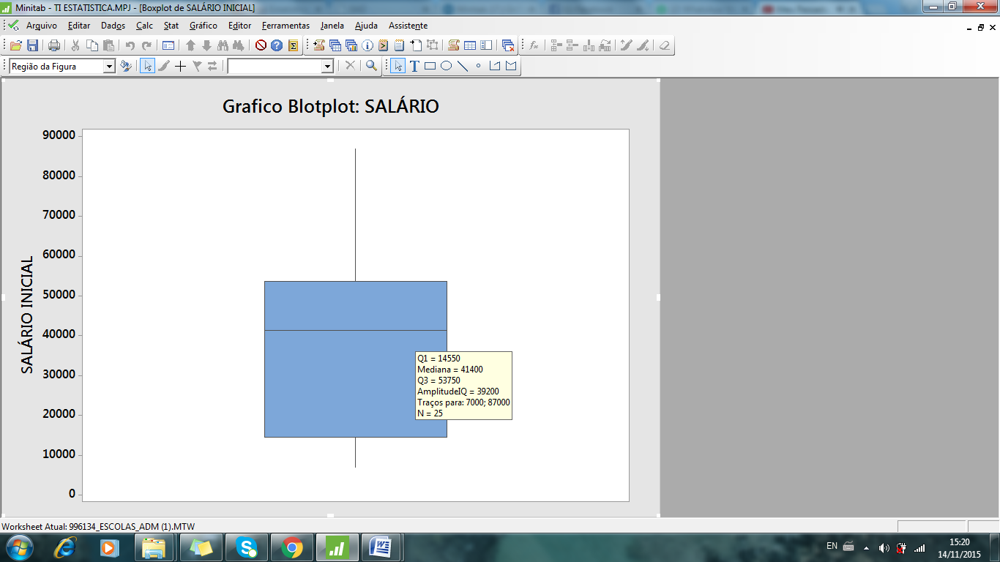 Minitab - TI ESTATISTICA.MPJ - [Boxplot de SALÁRIO INICIAL]
Arquivo Editar Dados Calc Stat Gráfico Editor Ferramentas Janela Ajuda Assistente
Região da Figura
Grafico Blotplot: SALÁRIO
90000
80000
70000
60000
50000
40000
30000
20000
10000
0
SALÁRIO INICIAL
Q1 = 14550
Mediana = 41400
Q3 = 53750
AmplitudeIQ = 39200
Traços para: 7000; 87000
N = 25
Worksheet Atual: 996134_ESCOLAS_ADM (1).MTW
EN
15:20
14/11/2015